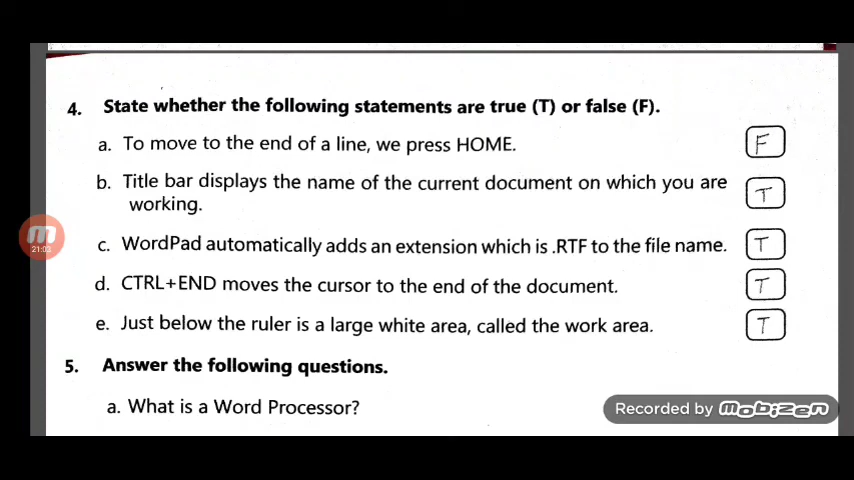 4. State whether the following statements are true (T) or false (F).
a. To move to the end of a line, we press HOME. F
b. Title bar displays the name of the current document on which you are
working. T
c. WordPad automatically adds an extension which is .RTF to the file name. T
d. CTRL+END moves the cursor to the end of the document. T
e. Just below the ruler is a large white area, called the work area. T
5. Answer the following questions.
a. What is a Word Processor?
m
21:03
Recorded by mobizen